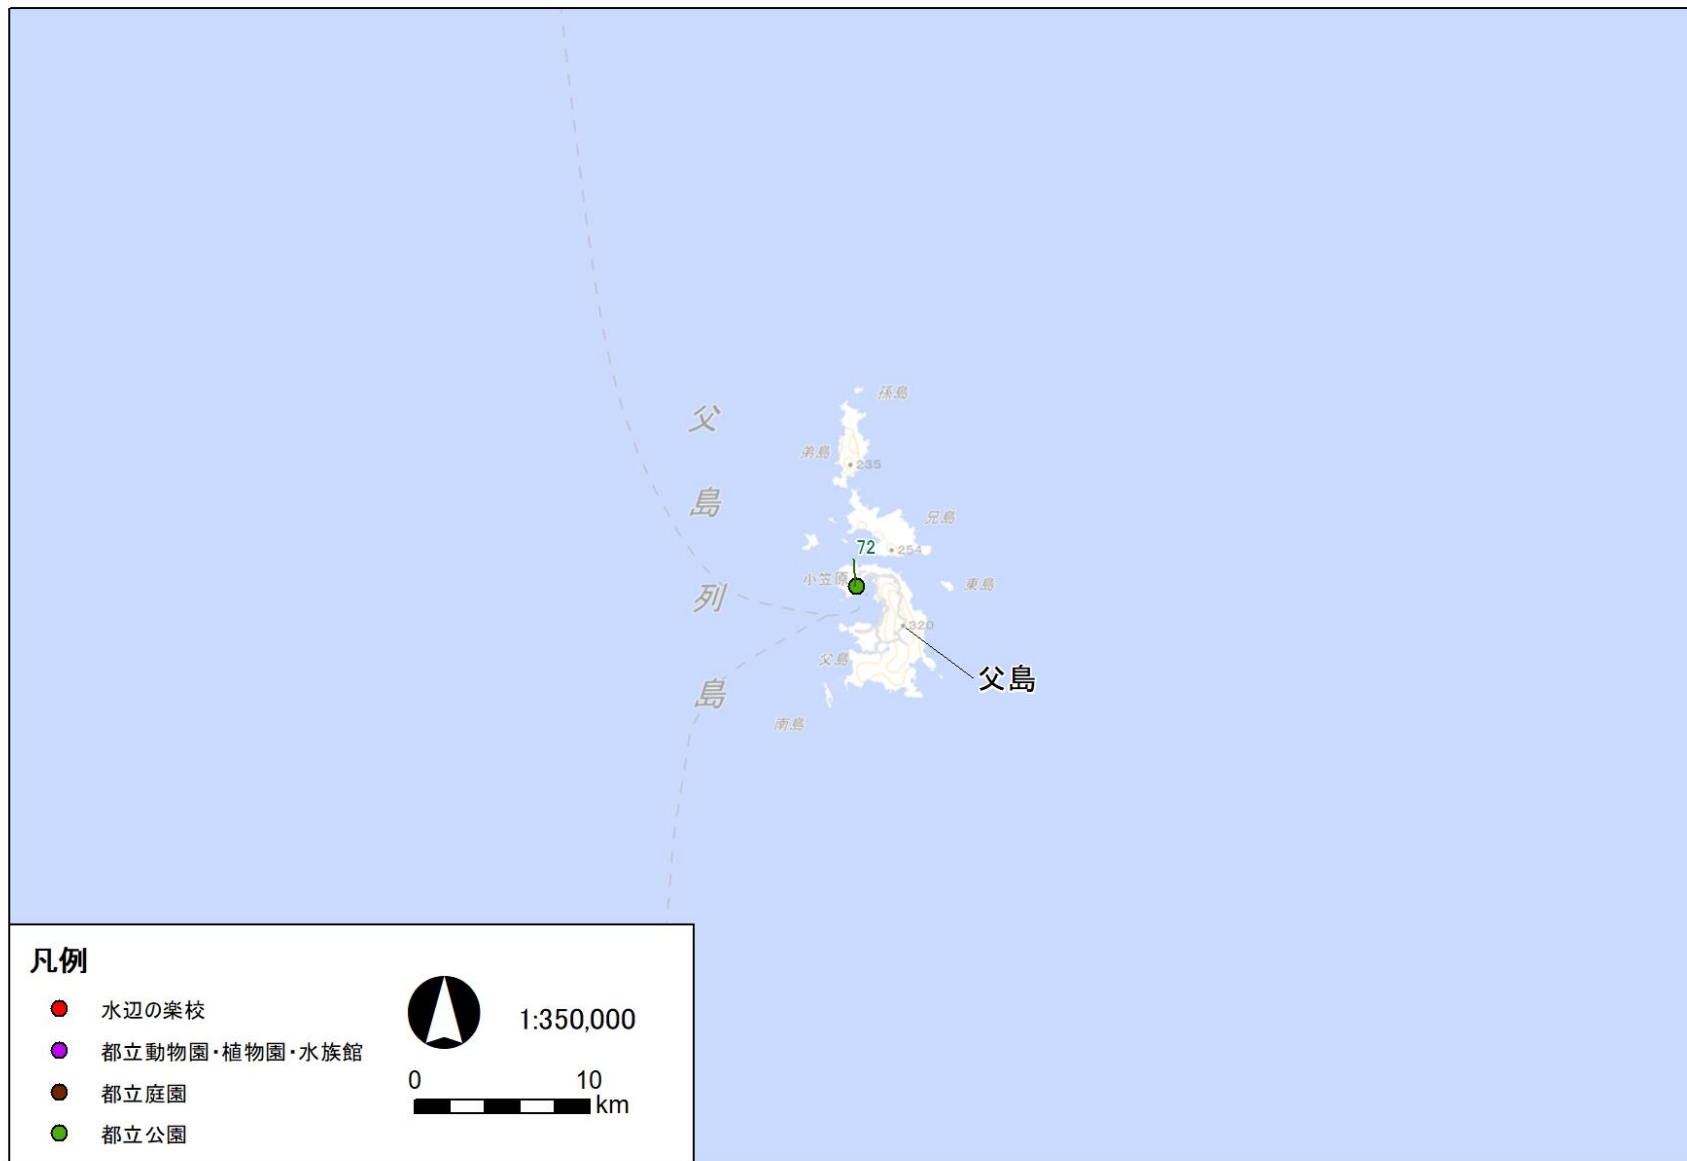 父島列島
孫島
弟島
235
兄島
254
72
小笠原
東島
320
父島
父島
南島
凡例
水辺の楽校
都立動物園・植物園・水族館
都立庭園
都立公園
1:350,000
0 10
km